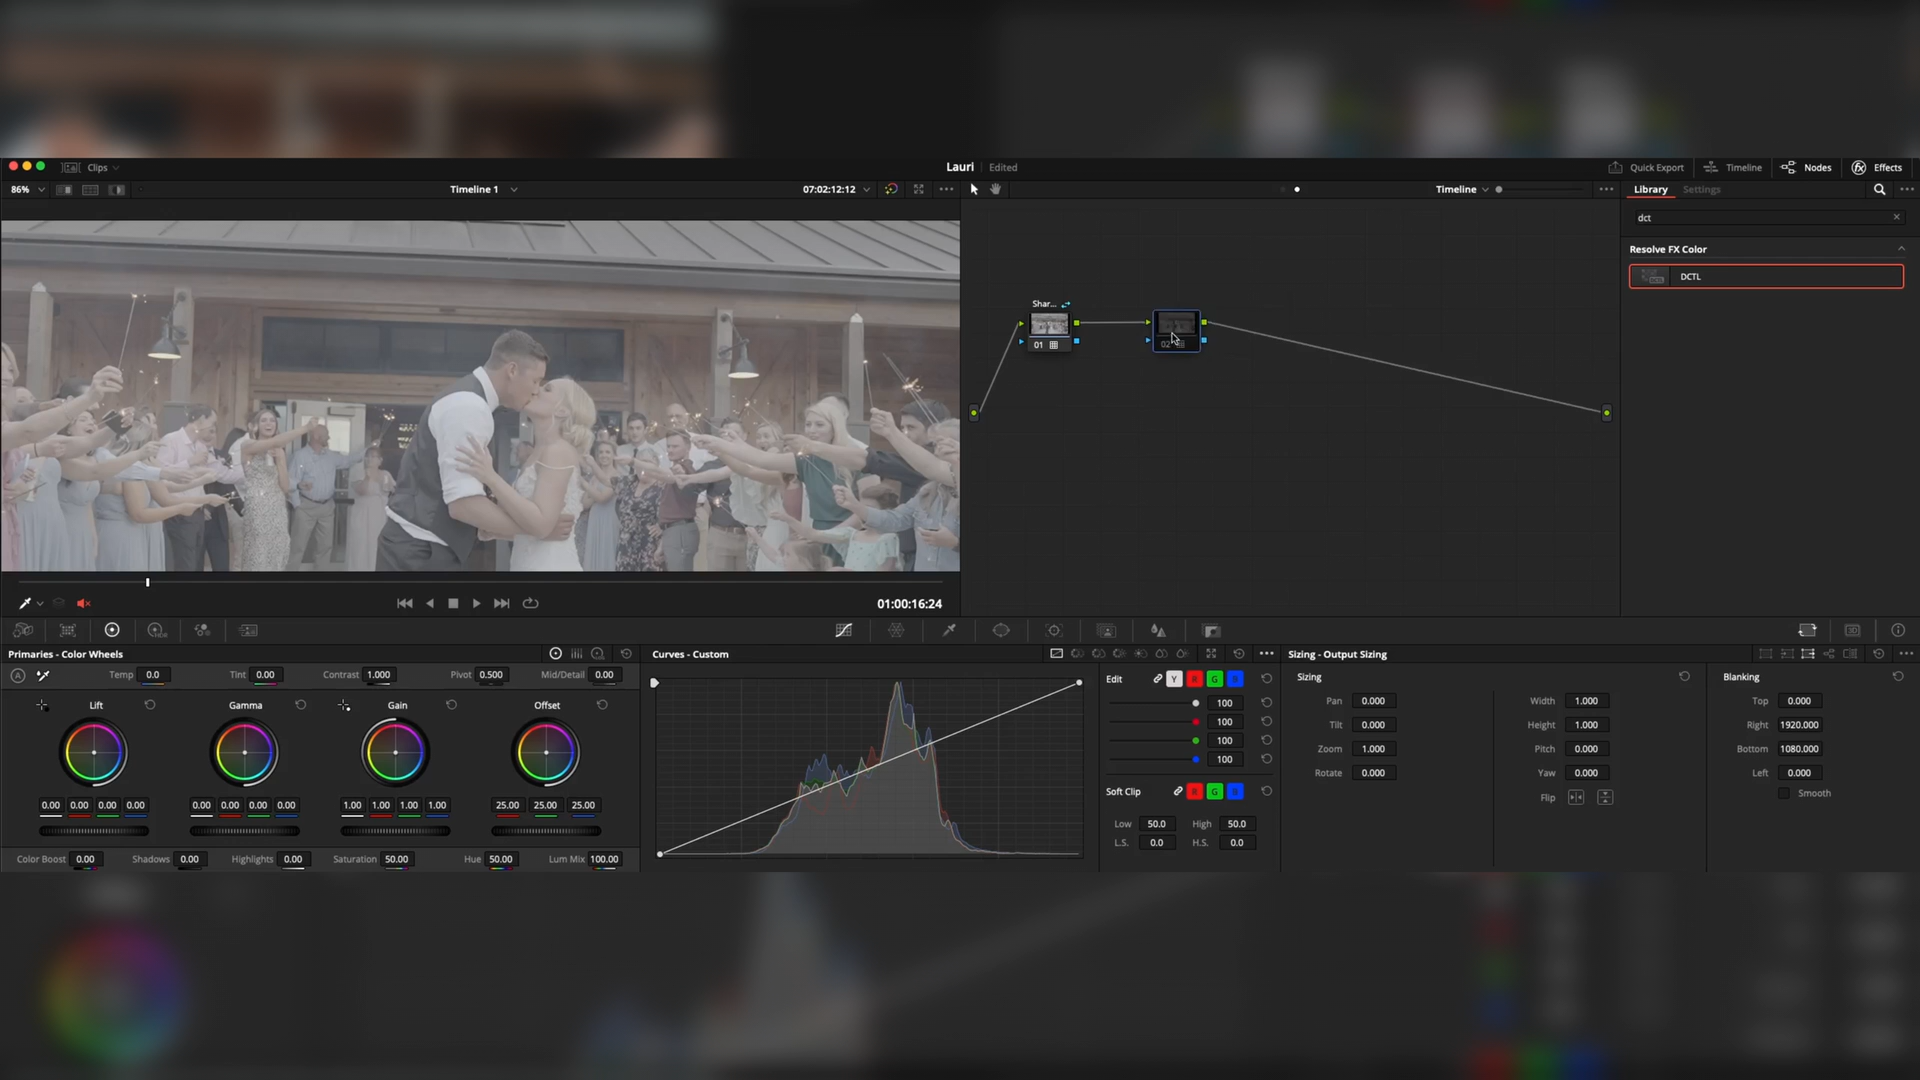 Clips
Lauri Edited
Quick Export Timeline Nodes Effects
86% Timeline 1 07:02:12:12
Timeline
Library Settings
dct
Resolve FX Color
DCTL
Shar...
01
02
01:00:16:24
Primaries - Color Wheels
Curves - Custom
Sizing - Output Sizing
Temp 0.0 Tint 0.00 Contrast 1.000 Pivot 0.500 Mid/Detail 0.00
Lift Gamma Gain Offset
0.00 0.00 0.00 0.00 0.00 0.00 0.00 0.00 1.00 1.00 1.00 1.00 25.00 25.00 25.00
Color Boost 0.00 Shadows 0.00 Highlights 0.00 Saturation 50.00 Hue 50.00 Lum Mix 100.00
Edit Y R G B
100
100
100
100
Soft Clip R G B
Low 50.0 High 50.0
L.S. 0.0 H.S. 0.0
Sizing
Pan 0.000 Width 1.000
Tilt 0.000 Height 1.000
Zoom 1.000 Pitch 0.000
Rotate 0.000 Yaw 0.000
Flip
Blanking
Top 0.000
Right 1920.000
Bottom 1080.000
Left 0.000
Smooth